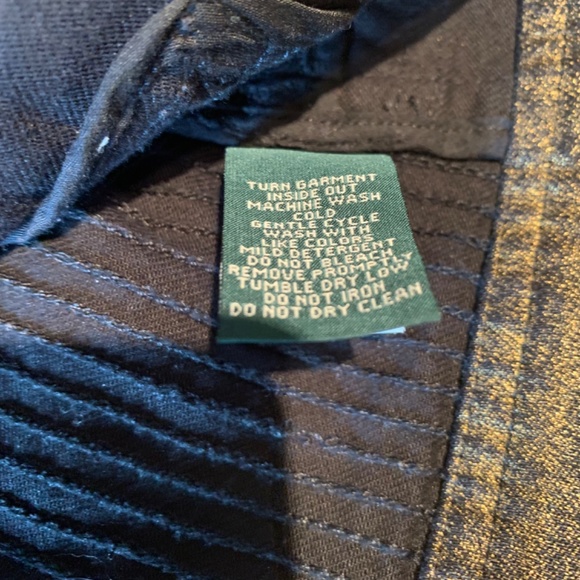 TURN GARMENT
INSIDE OUT
MACHINE WASH
COLD
GENTLE CYCLE
WASH WITH
LIKE COLORS
MILD DETERGENT
DO NOT BLEACH
REMOVE PROMPTLY
TUMBLE DRY LOW
DO NOT IRON
DO NOT DRY CLEAN